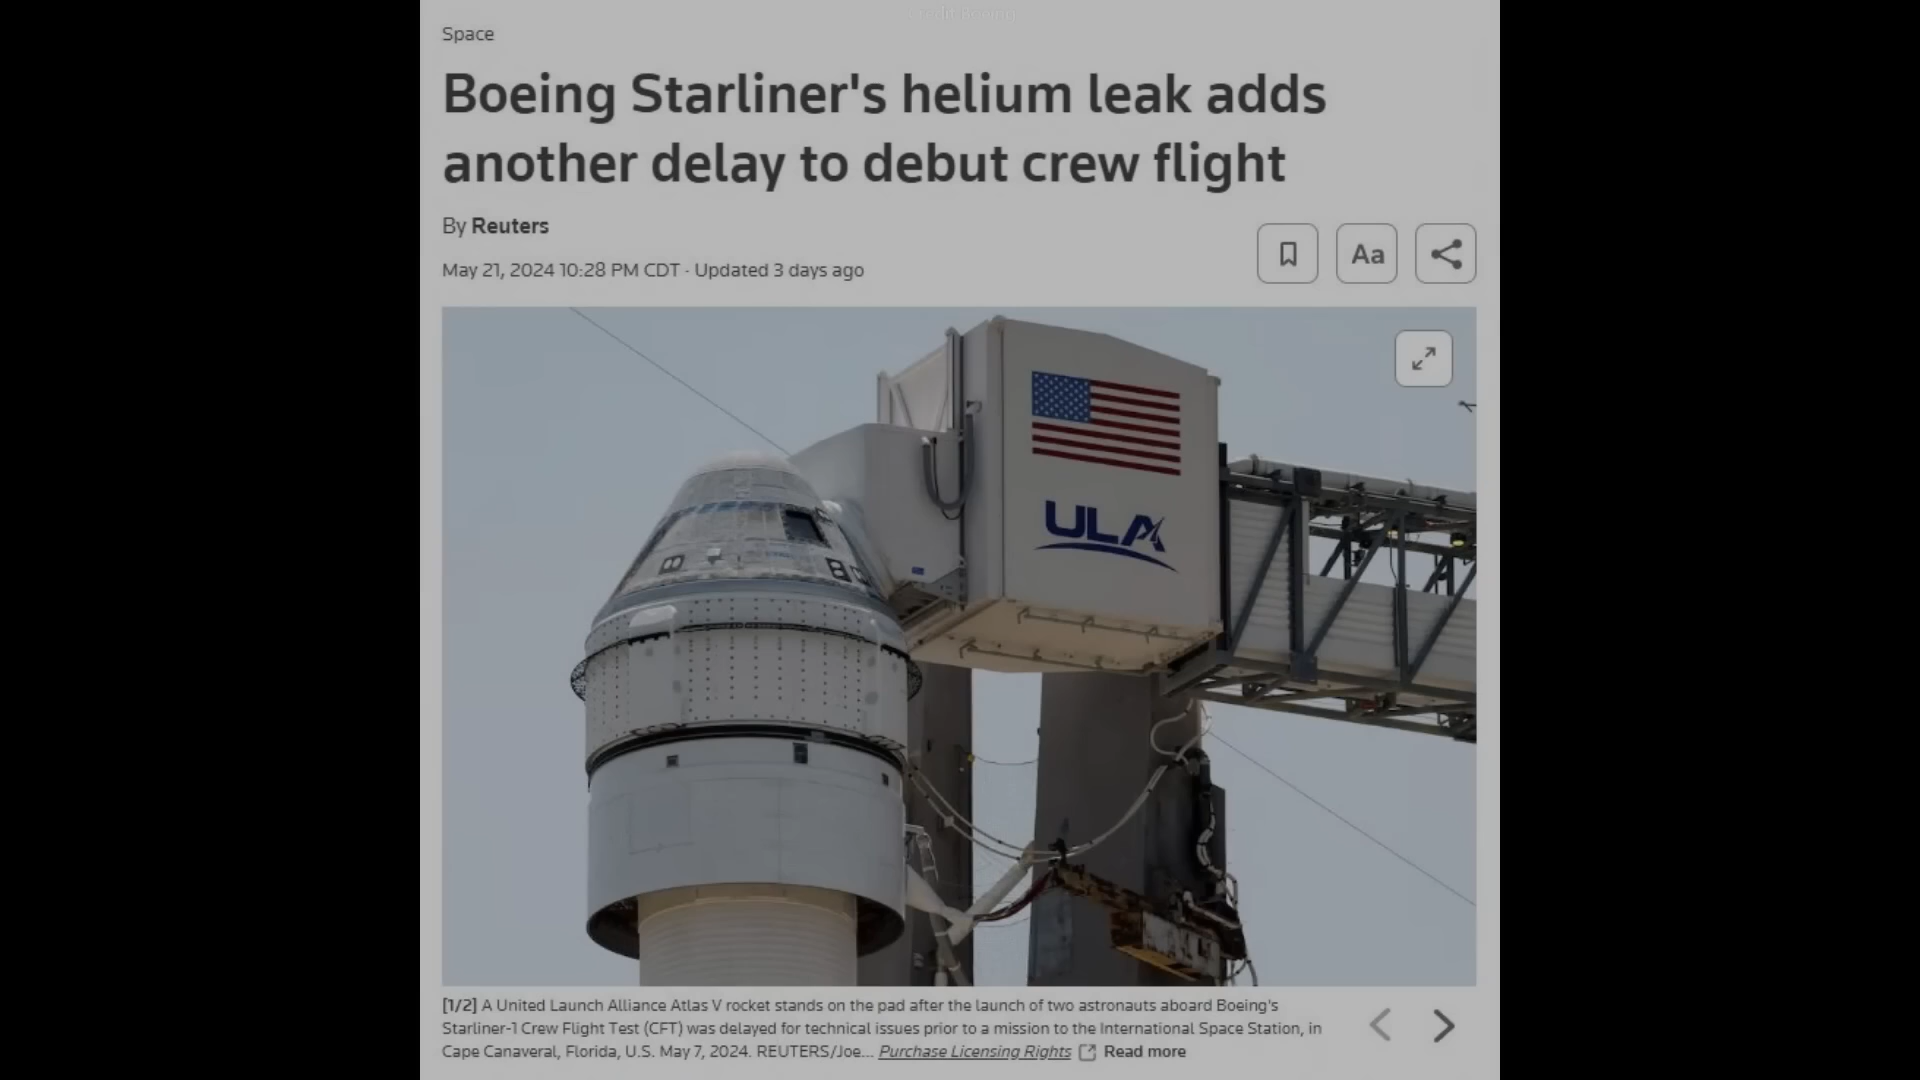 Space
Boeing Starliner's helium leak adds
another delay to debut crew flight
By Reuters
May 21, 2024 10:28 PM CDT · Updated 3 days ago
Aa
ULA
[1/2] A United Launch Alliance Atlas V rocket stands on the pad after the launch of two astronauts aboard Boeing's
Starliner-1 Crew Flight Test (CFT) was delayed for technical issues prior to a mission to the International Space Station, in
Cape Canaveral, Florida, U.S. May 7, 2024. REUTERS/Joe... Purchase Licensing Rights Read more